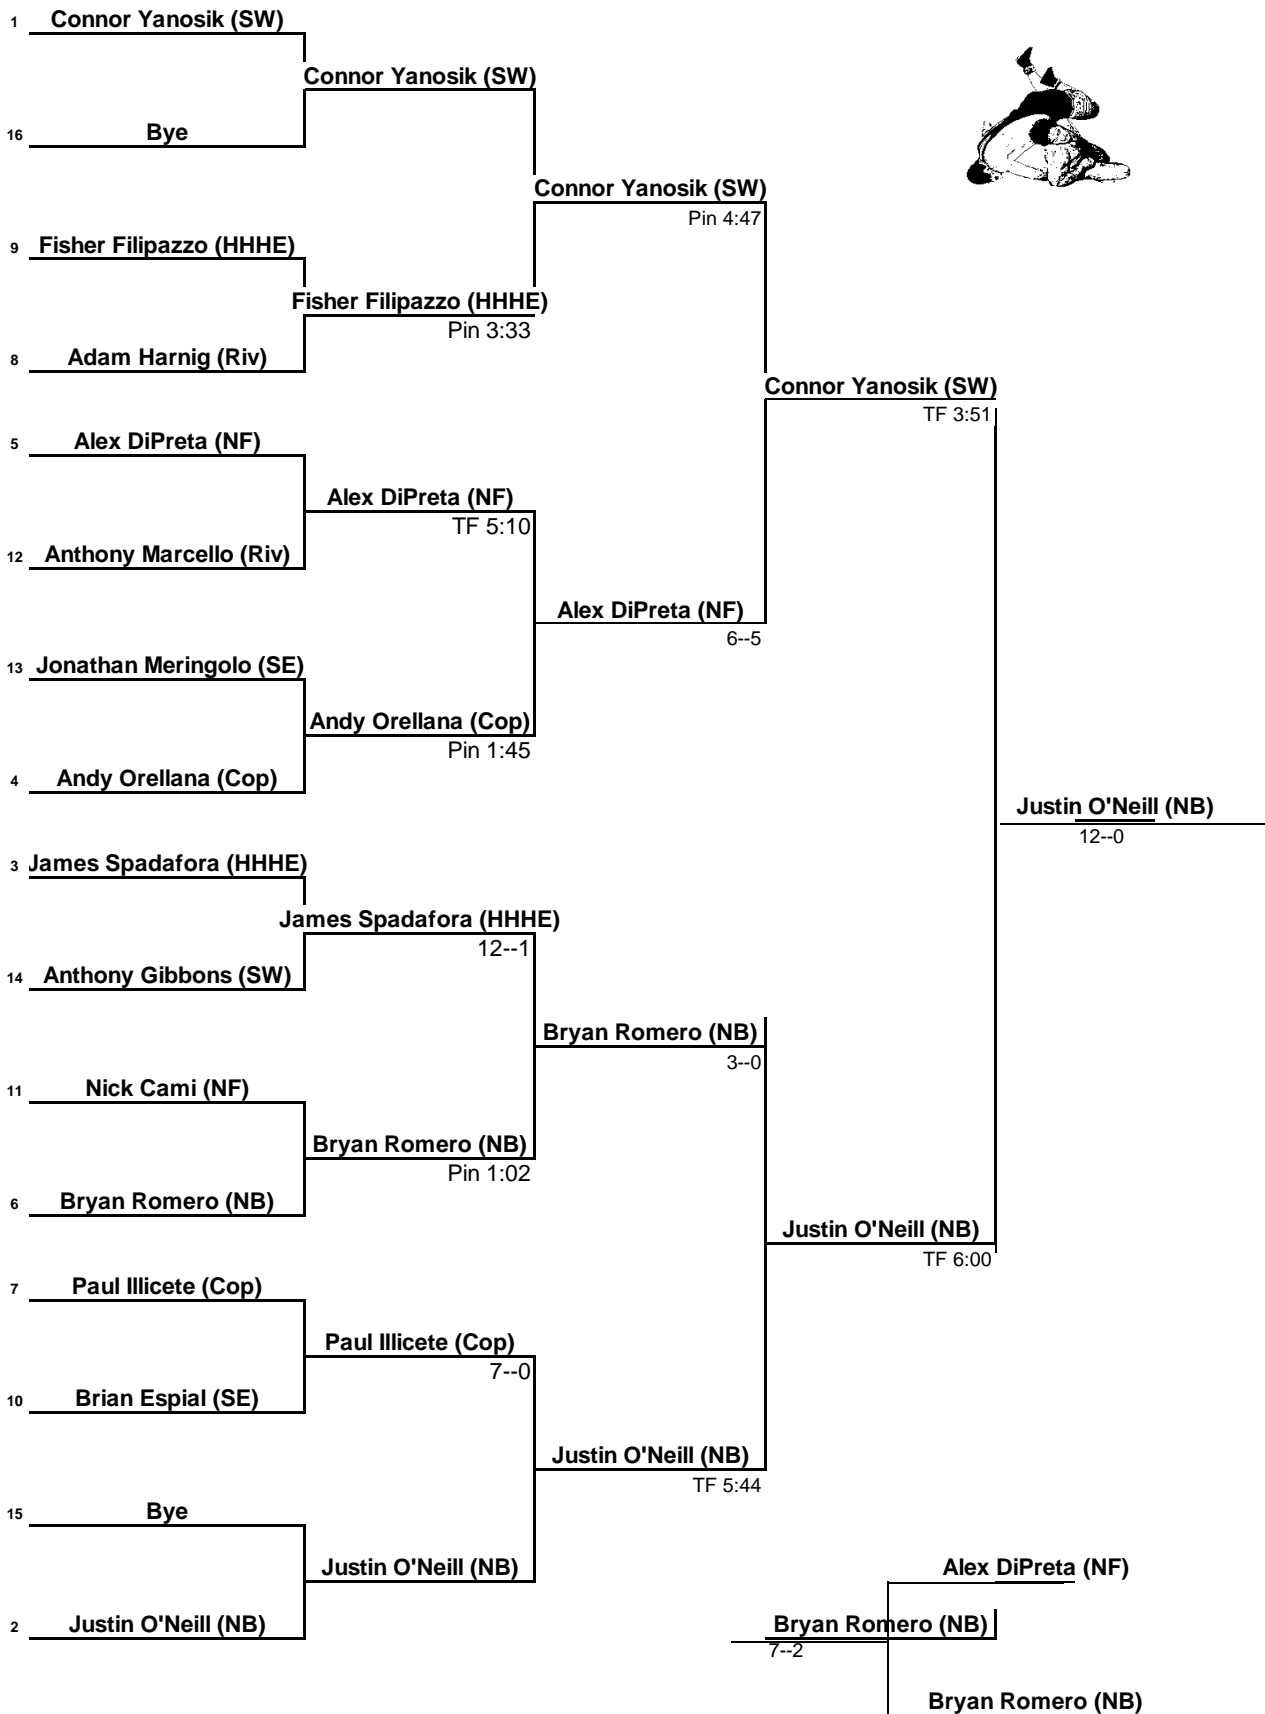 1 Connor Yanosik (SW)
Connor Yanosik (SW)
16 Bye
Connor Yanosik (SW)
Pin 4:47
9 Fisher Filipazzo (HHHE)
Fisher Filipazzo (HHHE)
Pin 3:33
8 Adam Harnig (Riv)
Connor Yanosik (SW)
TF 3:51
5 Alex DiPreta (NF)
Alex DiPreta (NF)
TF 5:10
12 Anthony Marcello (Riv)
Alex DiPreta (NF)
6--5
13 Jonathan Meringolo (SE)
Andy Orellana (Cop)
Pin 1:45
4 Andy Orellana (Cop)
Justin O'Neill (NB)
12--0
3 James Spadafora (HHHE)
James Spadafora (HHHE)
12--1
14 Anthony Gibbons (SW)
Bryan Romero (NB)
3--0
11 Nick Cami (NF)
Bryan Romero (NB)
Pin 1:02
6 Bryan Romero (NB)
Justin O'Neill (NB)
TF 6:00
7 Paul Illicete (Cop)
Paul Illicete (Cop)
7--0
10 Brian Espial (SE)
Justin O'Neill (NB)
TF 5:44
15 Bye
Justin O'Neill (NB)
Alex DiPreta (NF)
2 Justin O'Neill (NB)
Bryan Romero (NB)
7--2
Bryan Romero (NB)